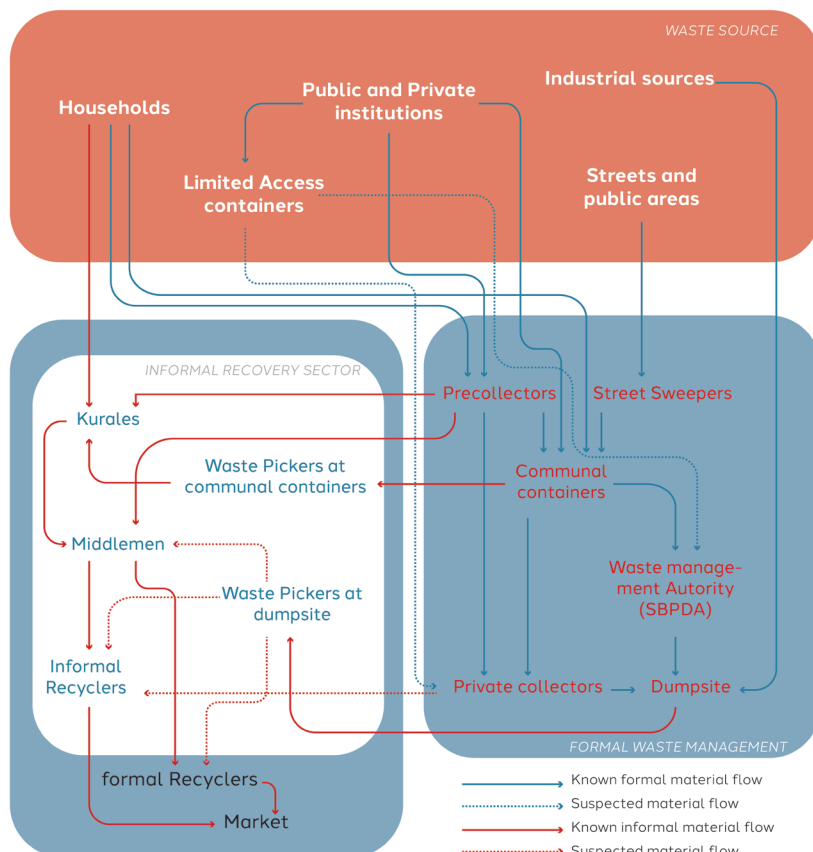 WASTE SOURCE
Industrial sources
Public and Private
institutions
Households
Limited Access
containers
Streets and
public areas
INFORMAL RECOVERY SECTOR
Kurales
Precollectors
Street Sweepers
Waste Pickers at
communal containers
Communal
containers
Middlemen
Waste Pickers at
dumpsite
Waste manage-
ment Autority
(SBPDA)
Informal
Recyclers
Private collectors
Dumpsite
FORMAL WASTE MANAGEMENT
formal Recyclers
Market
Known formal material flow
Suspected material flow
Known informal material flow
Suspected material flow